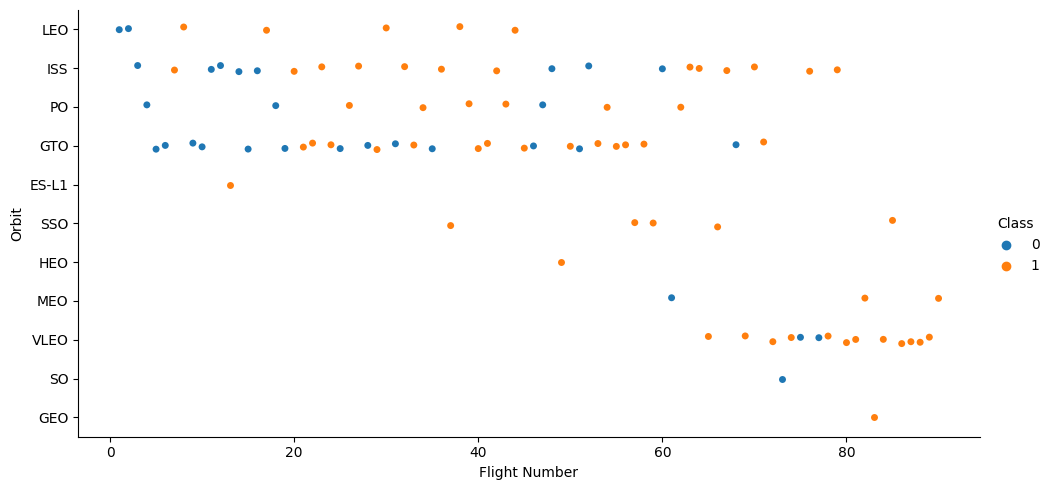 LEO
ISS
PO
GTO
ES-L1
SSO
HEO
MEO
VLEO
SO
GEO
Orbit
0
20
40
60
80
Flight Number
Class
0
1